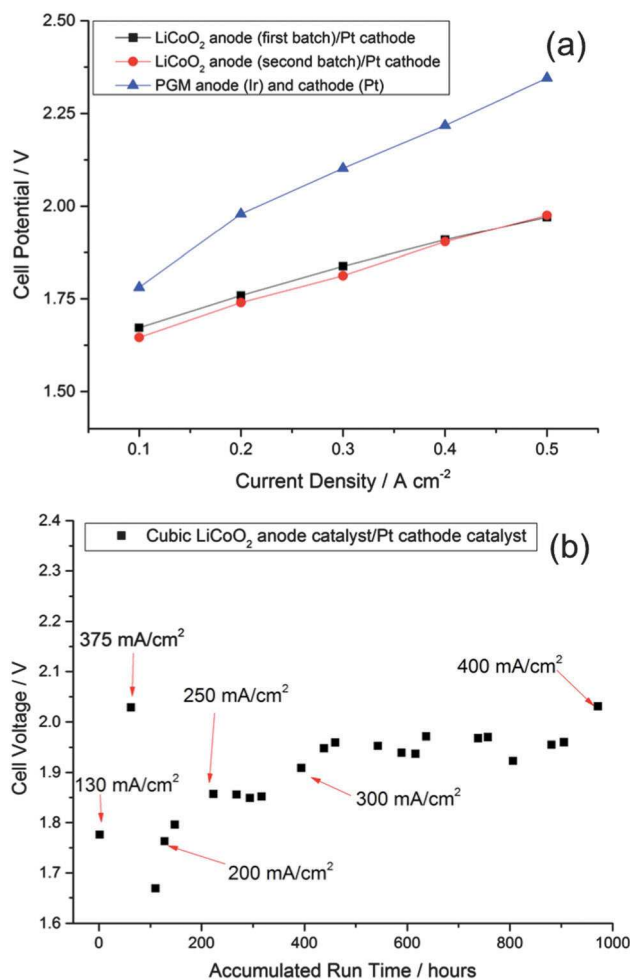 (a)
LiCoO₂ anode (first batch)/Pt cathode
LiCoO₂ anode (second batch)/Pt cathode
PGM anode (Ir) and cathode (Pt)
2.50
2.25
2.00
1.75
1.50
Cell Potential / V
0.1 0.2 0.3 0.4 0.5
Current Density / A cm⁻²
(b)
Cubic LiCoO₂ anode catalyst/Pt cathode catalyst
2.4
2.3
2.2
2.1
2.0
1.9
1.8
1.7
1.6
Cell Voltage / V
375 mA/cm²
400 mA/cm²
250 mA/cm²
130 mA/cm²
300 mA/cm²
200 mA/cm²
0 200 400 600 800 1000
Accumulated Run Time / hours